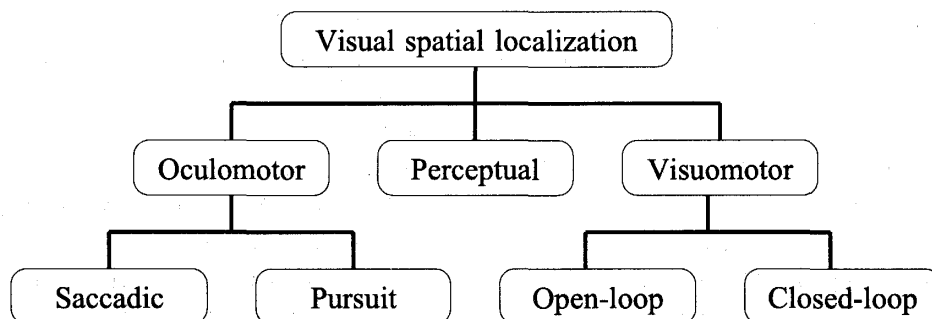 Visual spatial localization
Oculomotor
Perceptual
Visuomotor
Saccadic
Pursuit
Open-loop
Closed-loop